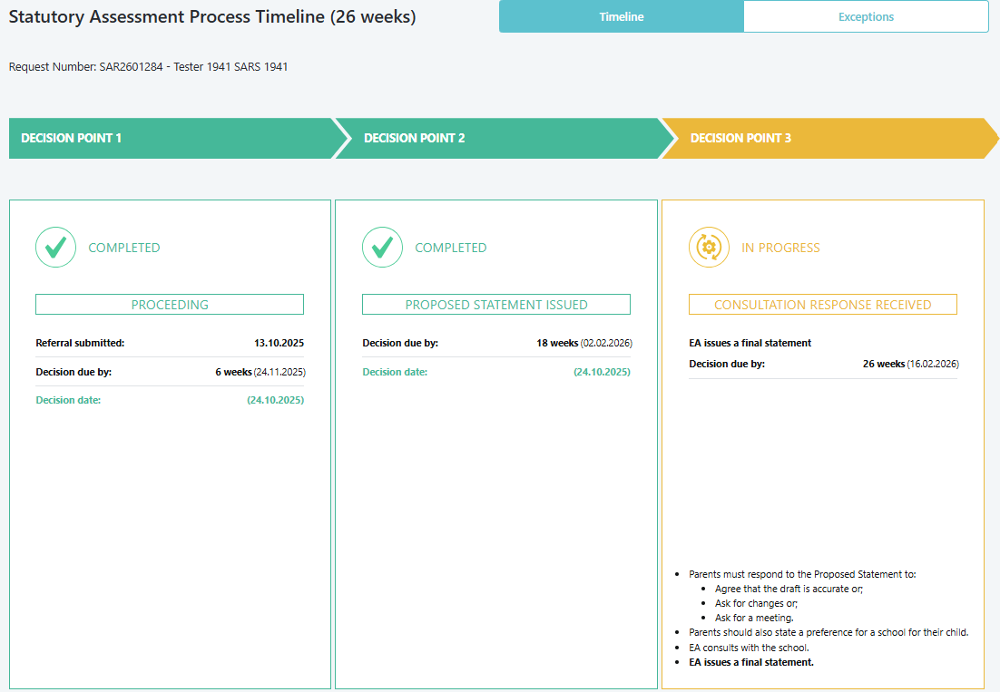 Statutory Assessment Process Timeline (26 weeks)
Timeline
Exceptions
Request Number: SAR2601284 - Tester 1941 SARS 1941
DECISION POINT 1
DECISION POINT 2
DECISION POINT 3
COMPLETED
PROCEEDING
Referral submitted: 13.10.2025
Decision due by: 6 weeks (24.11.2025)
Decision date: (24.10.2025)
COMPLETED
PROPOSED STATEMENT ISSUED
Decision due by: 18 weeks (02.02.2026)
Decision date: (24.10.2025)
IN PROGRESS
CONSULTATION RESPONSE RECEIVED
EA issues a final statement
Decision due by: 26 weeks (16.02.2026)
• Parents must respond to the Proposed Statement to:
• Agree that the draft is accurate or;
• Ask for changes or;
• Ask for a meeting.
• Parents should also state a preference for a school for their child.
• EA consults with the school.
• EA issues a final statement.